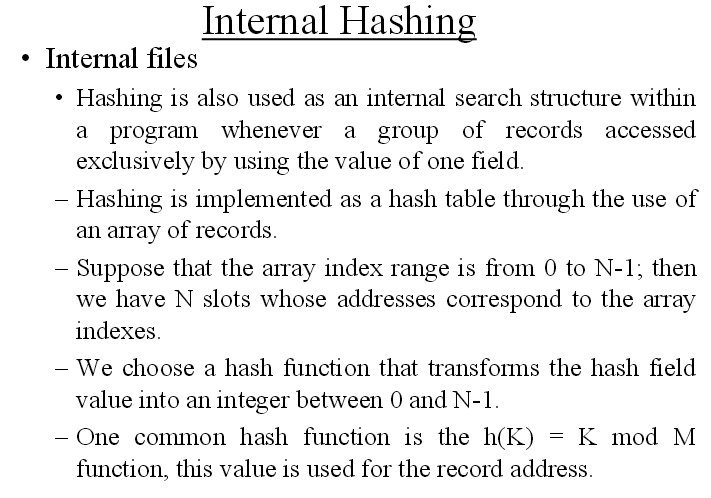 Internal Hashing
• Internal files
• Hashing is also used as an internal search structure within
a program whenever a group of records accessed
exclusively by using the value of one field.
– Hashing is implemented as a hash table through the use of
an array of records.
– Suppose that the array index range is from 0 to N-1; then
we have N slots whose addresses correspond to the array
indexes.
– We choose a hash function that transforms the hash field
value into an integer between 0 and N-1.
– One common hash function is the h(K) = K mod M
function, this value is used for the record address.